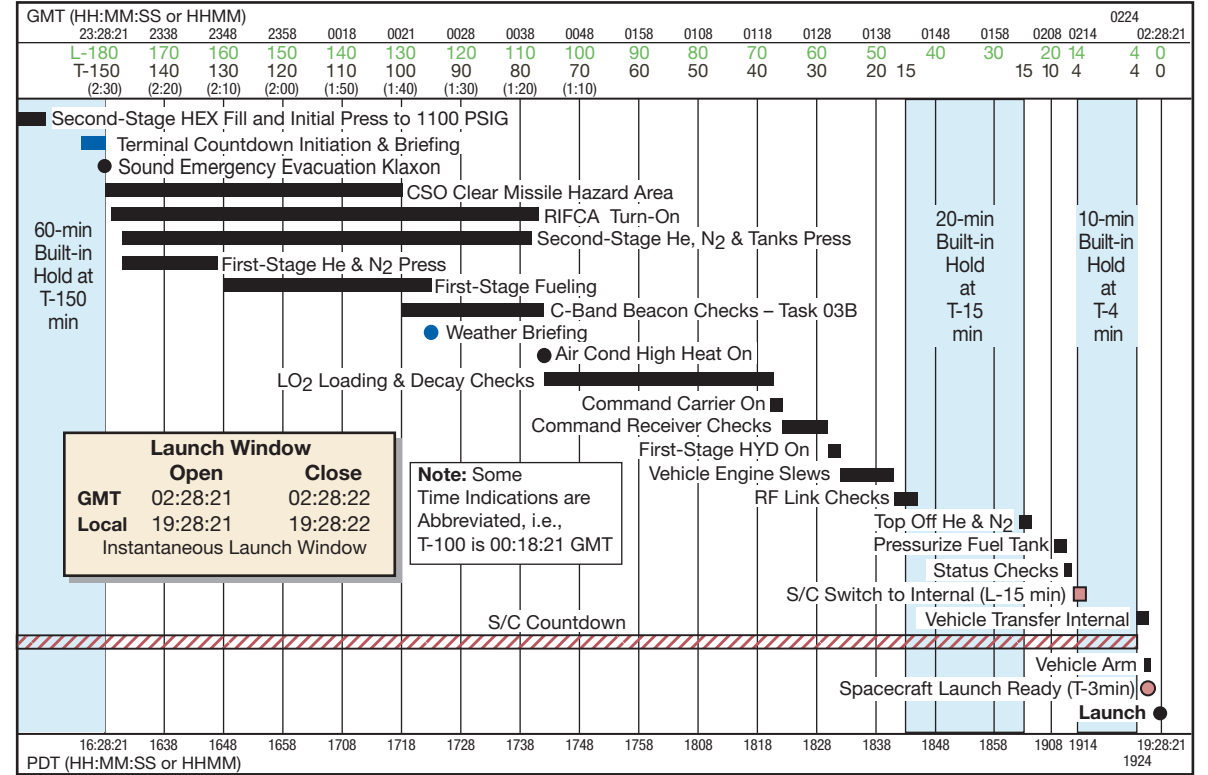 GMT (HH:MM:SS or HHMM)
0224
23:28:21 2338 2348 2358 0018 0021 0028 0038 0048 0158 0108 0118 0128 0138 0148 0158 0208 0214 02:28:21
L-180 170 160 150 140 130 120 110 100 90 80 70 60 50 40 30 20 14 4 0
T-150 140 130 120 110 100 90 80 70 60 50 40 30 20 15 15 10 4 4 0
(2:30) (2:20) (2:10) (2:00) (1:50) (1:40) (1:30) (1:20) (1:10)
Second-Stage HEX Fill and Initial Press to 1100 PSIG
Terminal Countdown Initiation & Briefing
Sound Emergency Evacuation Klaxon
CSO Clear Missile Hazard Area
RIFCA Turn-On
Second-Stage He, N2 & Tanks Press
First-Stage He & N2 Press
First-Stage Fueling
C-Band Beacon Checks – Task 03B
Weather Briefing
Air Cond High Heat On
LO2 Loading & Decay Checks
Command Carrier On
Command Receiver Checks
First-Stage HYD On
Vehicle Engine Slews
RF Link Checks
Top Off He & N2
Pressurize Fuel Tank
Status Checks
S/C Switch to Internal (L-15 min)
Vehicle Transfer Internal
S/C Countdown
Vehicle Arm
Spacecraft Launch Ready (T-3min)
Launch
60-min
Built-in
Hold at
T-150
min
20-min
Built-in
Hold
at
T-15
min
10-min
Built-in
Hold
at
T-4
min
Launch Window
Open Close
GMT 02:28:21 02:28:22
Local 19:28:21 19:28:22
Instantaneous Launch Window
Note: Some
Time Indications are
Abbreviated, i.e.,
T-100 is 00:18:21 GMT
16:28:21 1638 1648 1658 1708 1718 1728 1738 1748 1758 1808 1818 1828 1838 1848 1858 1908 1914 19:28:21
1924
PDT (HH:MM:SS or HHMM)